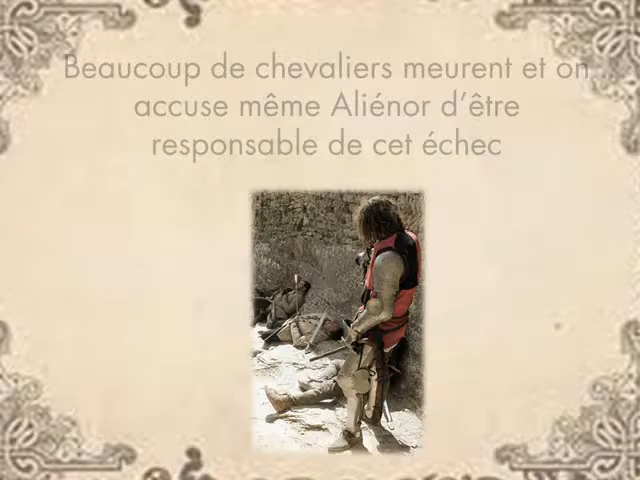 Beaucoup de chevaliers meurent et on
accuse même Aliénor d’être
responsable de cet échec